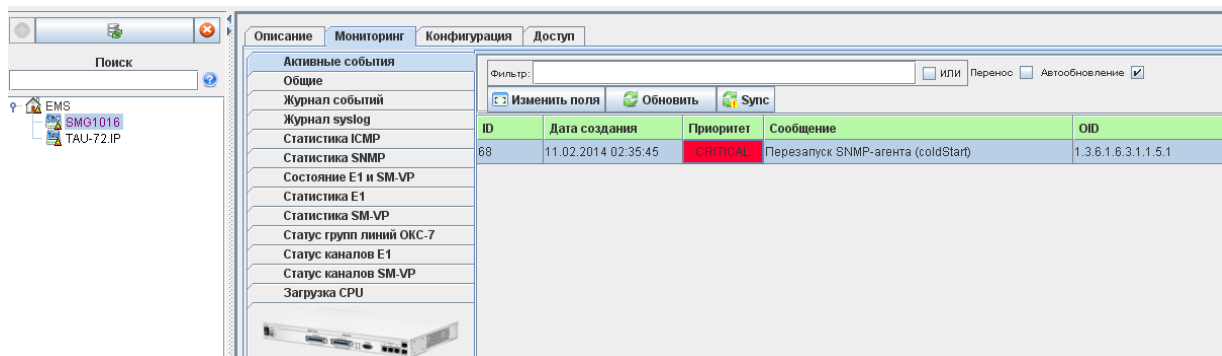 Описание Мониторинг Конфигурация Доступ
Поиск
EMS
SMG1016
TAU-72.IP
Активные события
Общие
Журнал событий
Журнал syslog
Статистика ICMP
Статистика SNMP
Состояние E1 и SM-VP
Статистика E1
Статистика SM-VP
Статус групп линий ОКС-7
Статус каналов E1
Статус каналов SM-VP
Загрузка CPU
Фильтр: ИЛИ Перенос Автообновление
Изменить поля Обновить Sync
ID Дата создания Приоритет Сообщение OID
68 11.02.2014 02:35:45 CRITICAL Перезапуск SNMP-агента (coldStart) 1.3.6.1.6.3.1.1.5.1